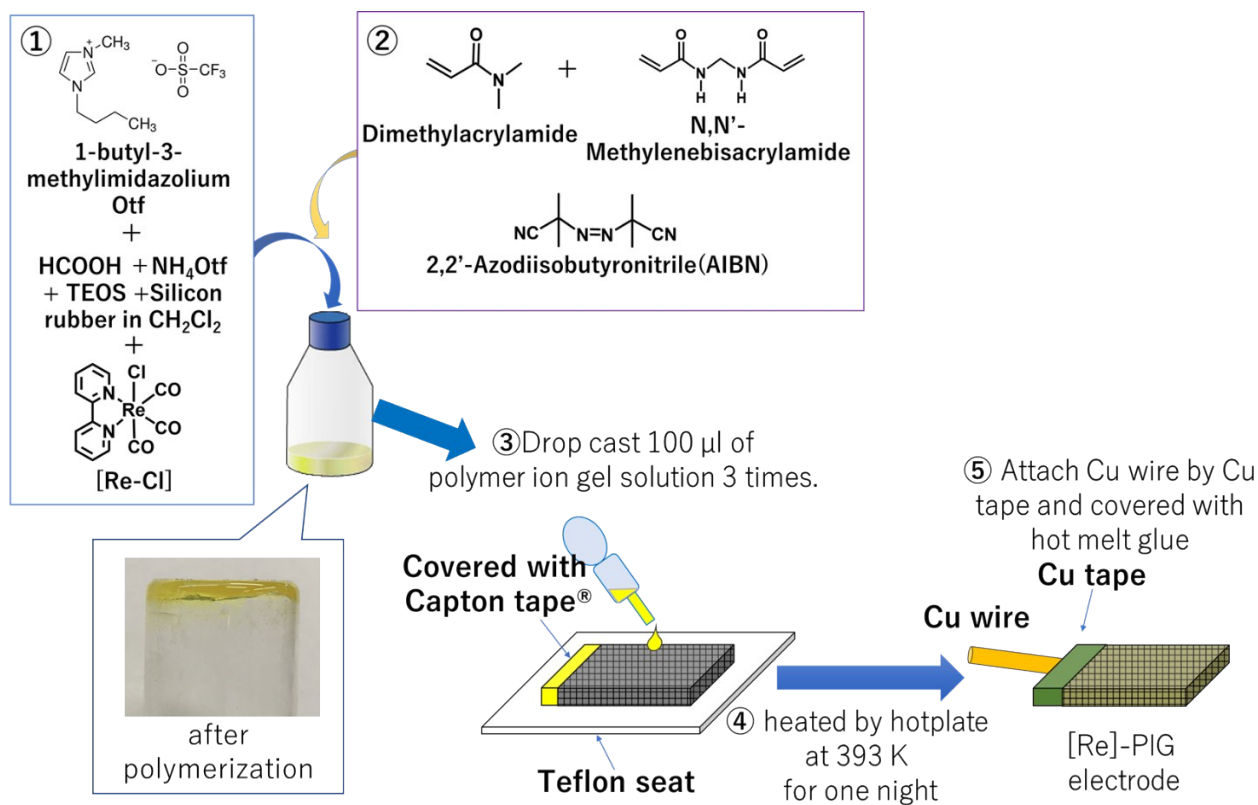 ①
CH₃
N
+
N
CH₃
O
⁻O
S
CF₃
O
1-butyl-3-
methylimidazolium
Otf
+
HCOOH +NH₄Otf
+ TEOS +Silicon
rubber in CH₂Cl₂
+
Cl
N
CO
Re
N
CO
CO
[Re-Cl]
②
O
N
Dimethylacrylamide
+
O
O
N
N
H
H
N,N’-
Methylenebisacrylamide
NC
N=N
CN
2,2’-Azodiisobutyronitrile(AIBN)
③Drop cast 100 μl of
polymer ion gel solution 3 times.
after
polymerization
Covered with
Capton tape®
Teflon seat
④ heated by hotplate
at 393 K
for one night
⑤ Attach Cu wire by Cu
tape and covered with
hot melt glue
Cu tape
Cu wire
[Re]-PIG
electrode